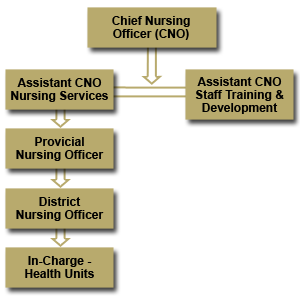 Chief Nursing
Officer (CNO)
Assistant CNO
Nursing Services
Assistant CNO
Staff Training &
Development
Provicial
Nursing Officer
District
Nursing Officer
In-Charge -
Health Units